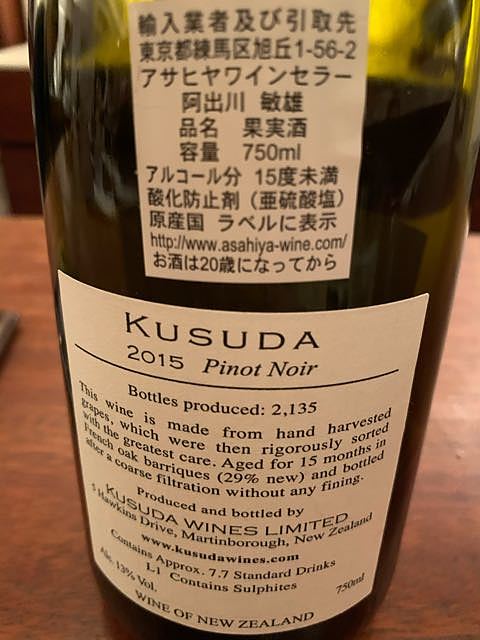 輸入業者及び引取先
東京都練馬区旭丘1-56-2
アサヒヤワインセラー
阿出川 敏雄
品名 果実酒
容量 750ml
アルコール分 15度未満
酸化防止剤（亜硫酸塩）
原産国 ラベルに表示
http://www.asahiya-wine.com/
お酒は20歳になってから
KUSUDA
2015 Pinot Noir
Bottles produced: 2,135
This wine is made from hand harvested
grapes, which were then rigorously sorted
with the greatest care. Aged for 15 months in
French oak barriques (29% new) and bottled
after a coarse filtration without any fining.
Produced and bottled by
KUSUDA WINES LIMITED
5 Hawkins Drive, Martinborough, New Zealand
www.kusudawines.com
Contains Approx. 7.7 Standard Drinks
L1 Contains Sulphites
Alc. 13% Vol.
750ml
WINE OF NEW ZEALAND